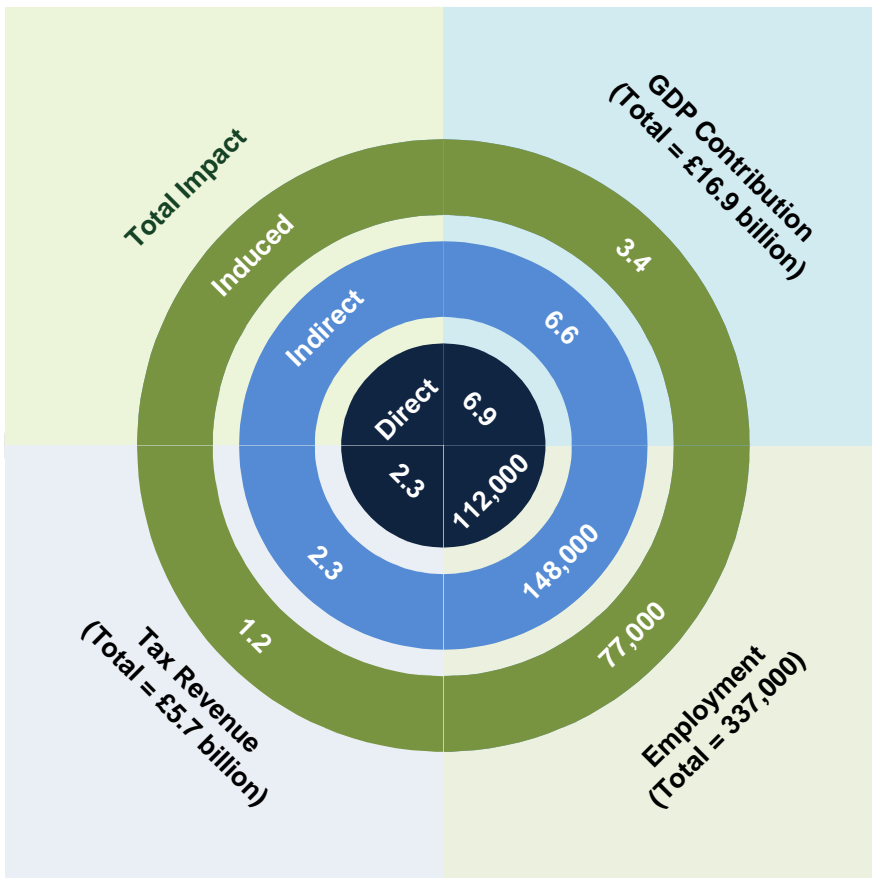 Total Impact
GDP Contribution
(Total = £16.9 billion)
Induced
3.4
Indirect
6.6
Direct
6.9
2.3
112,000
2.3
148,000
1.2
77,000
Tax Revenue
(Total = £5.7 billion)
Employment
(Total = 337,000)